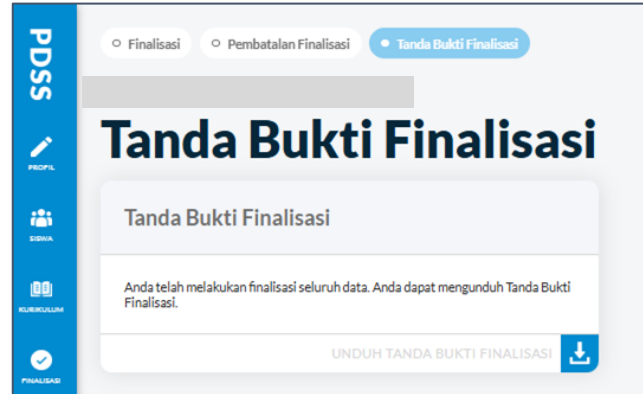 PDSS
Finalisasi
Pembatalan Finalisasi
Tanda Bukti Finalisasi
Tanda Bukti Finalisasi
PROFIL
Tanda Bukti Finalisasi
SISWA
Anda telah melakukan finalisasi seluruh data. Anda dapat mengunduh Tanda Bukti
Finalisasi.
KURIKULUM
UNDUH TANDA BUKTI FINALISASI
FINALISASI